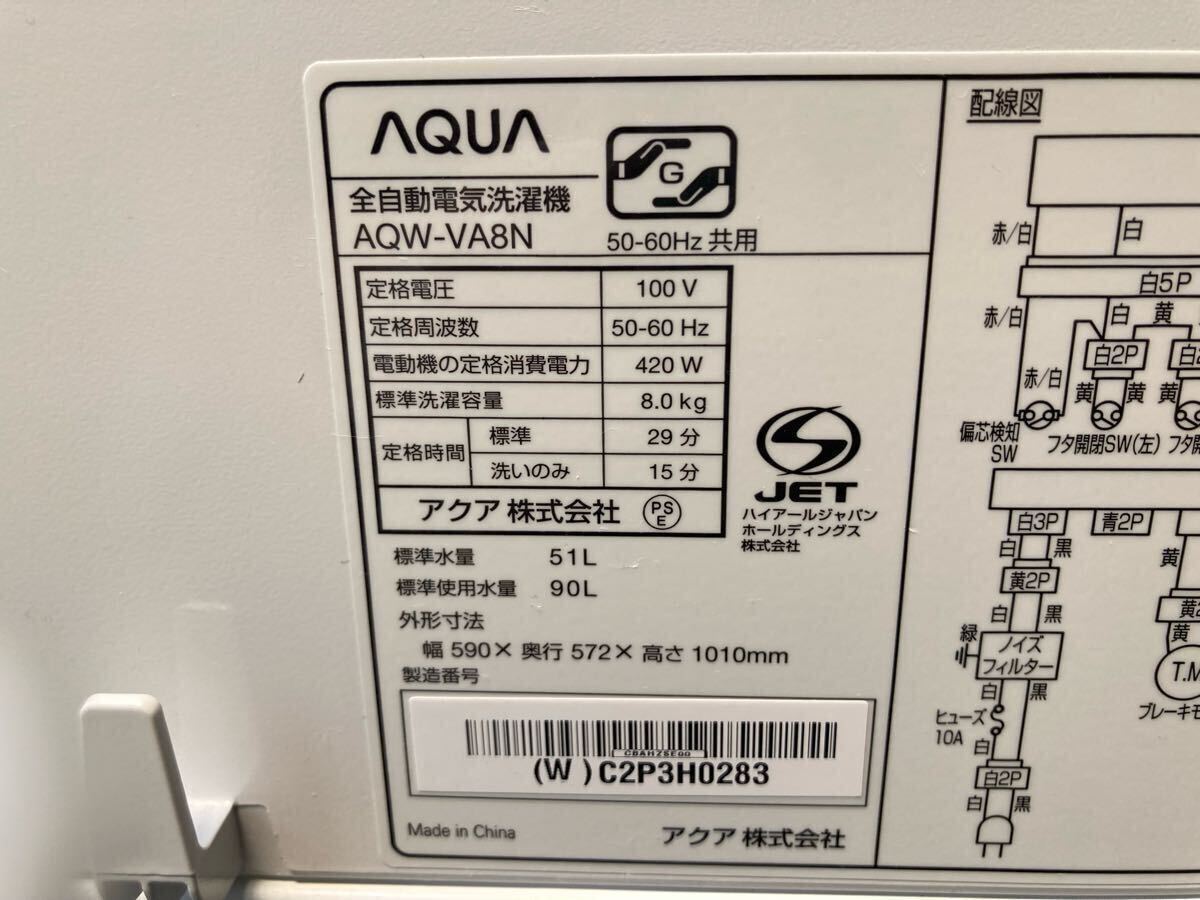 AQUA
G
全自動電気洗濯機
AQW-VA8N
50-60Hz 共用
定格電圧 100 V
定格周波数 50-60 Hz
電動機の定格消費電力 420 W
標準洗濯容量 8.0 kg
定格時間 標準 29 分
洗いのみ 15 分
アクア 株式会社 PSE
JET
ハイアールジャパン
ホールディングス
株式会社
標準水量 51L
標準使用水量 90L
外形寸法
幅 590× 奥行 572× 高さ 1010mm
製造番号
CBAHZSE00
(W ) C2P3H0283
Made in China
アクア 株式会社
配線図
赤/白 白
白5P
赤/白 白 黄
白2P
赤/白 黄 黄 黄
偏芯検知
SW
フタ開閉SW(左)
白3P 青2P
白 黒 黄
黄2P
白 黒
緑 黄
ノイズ
フィルター
T.M
白 黒
ヒューズ
10A
白
白2P
白 黒